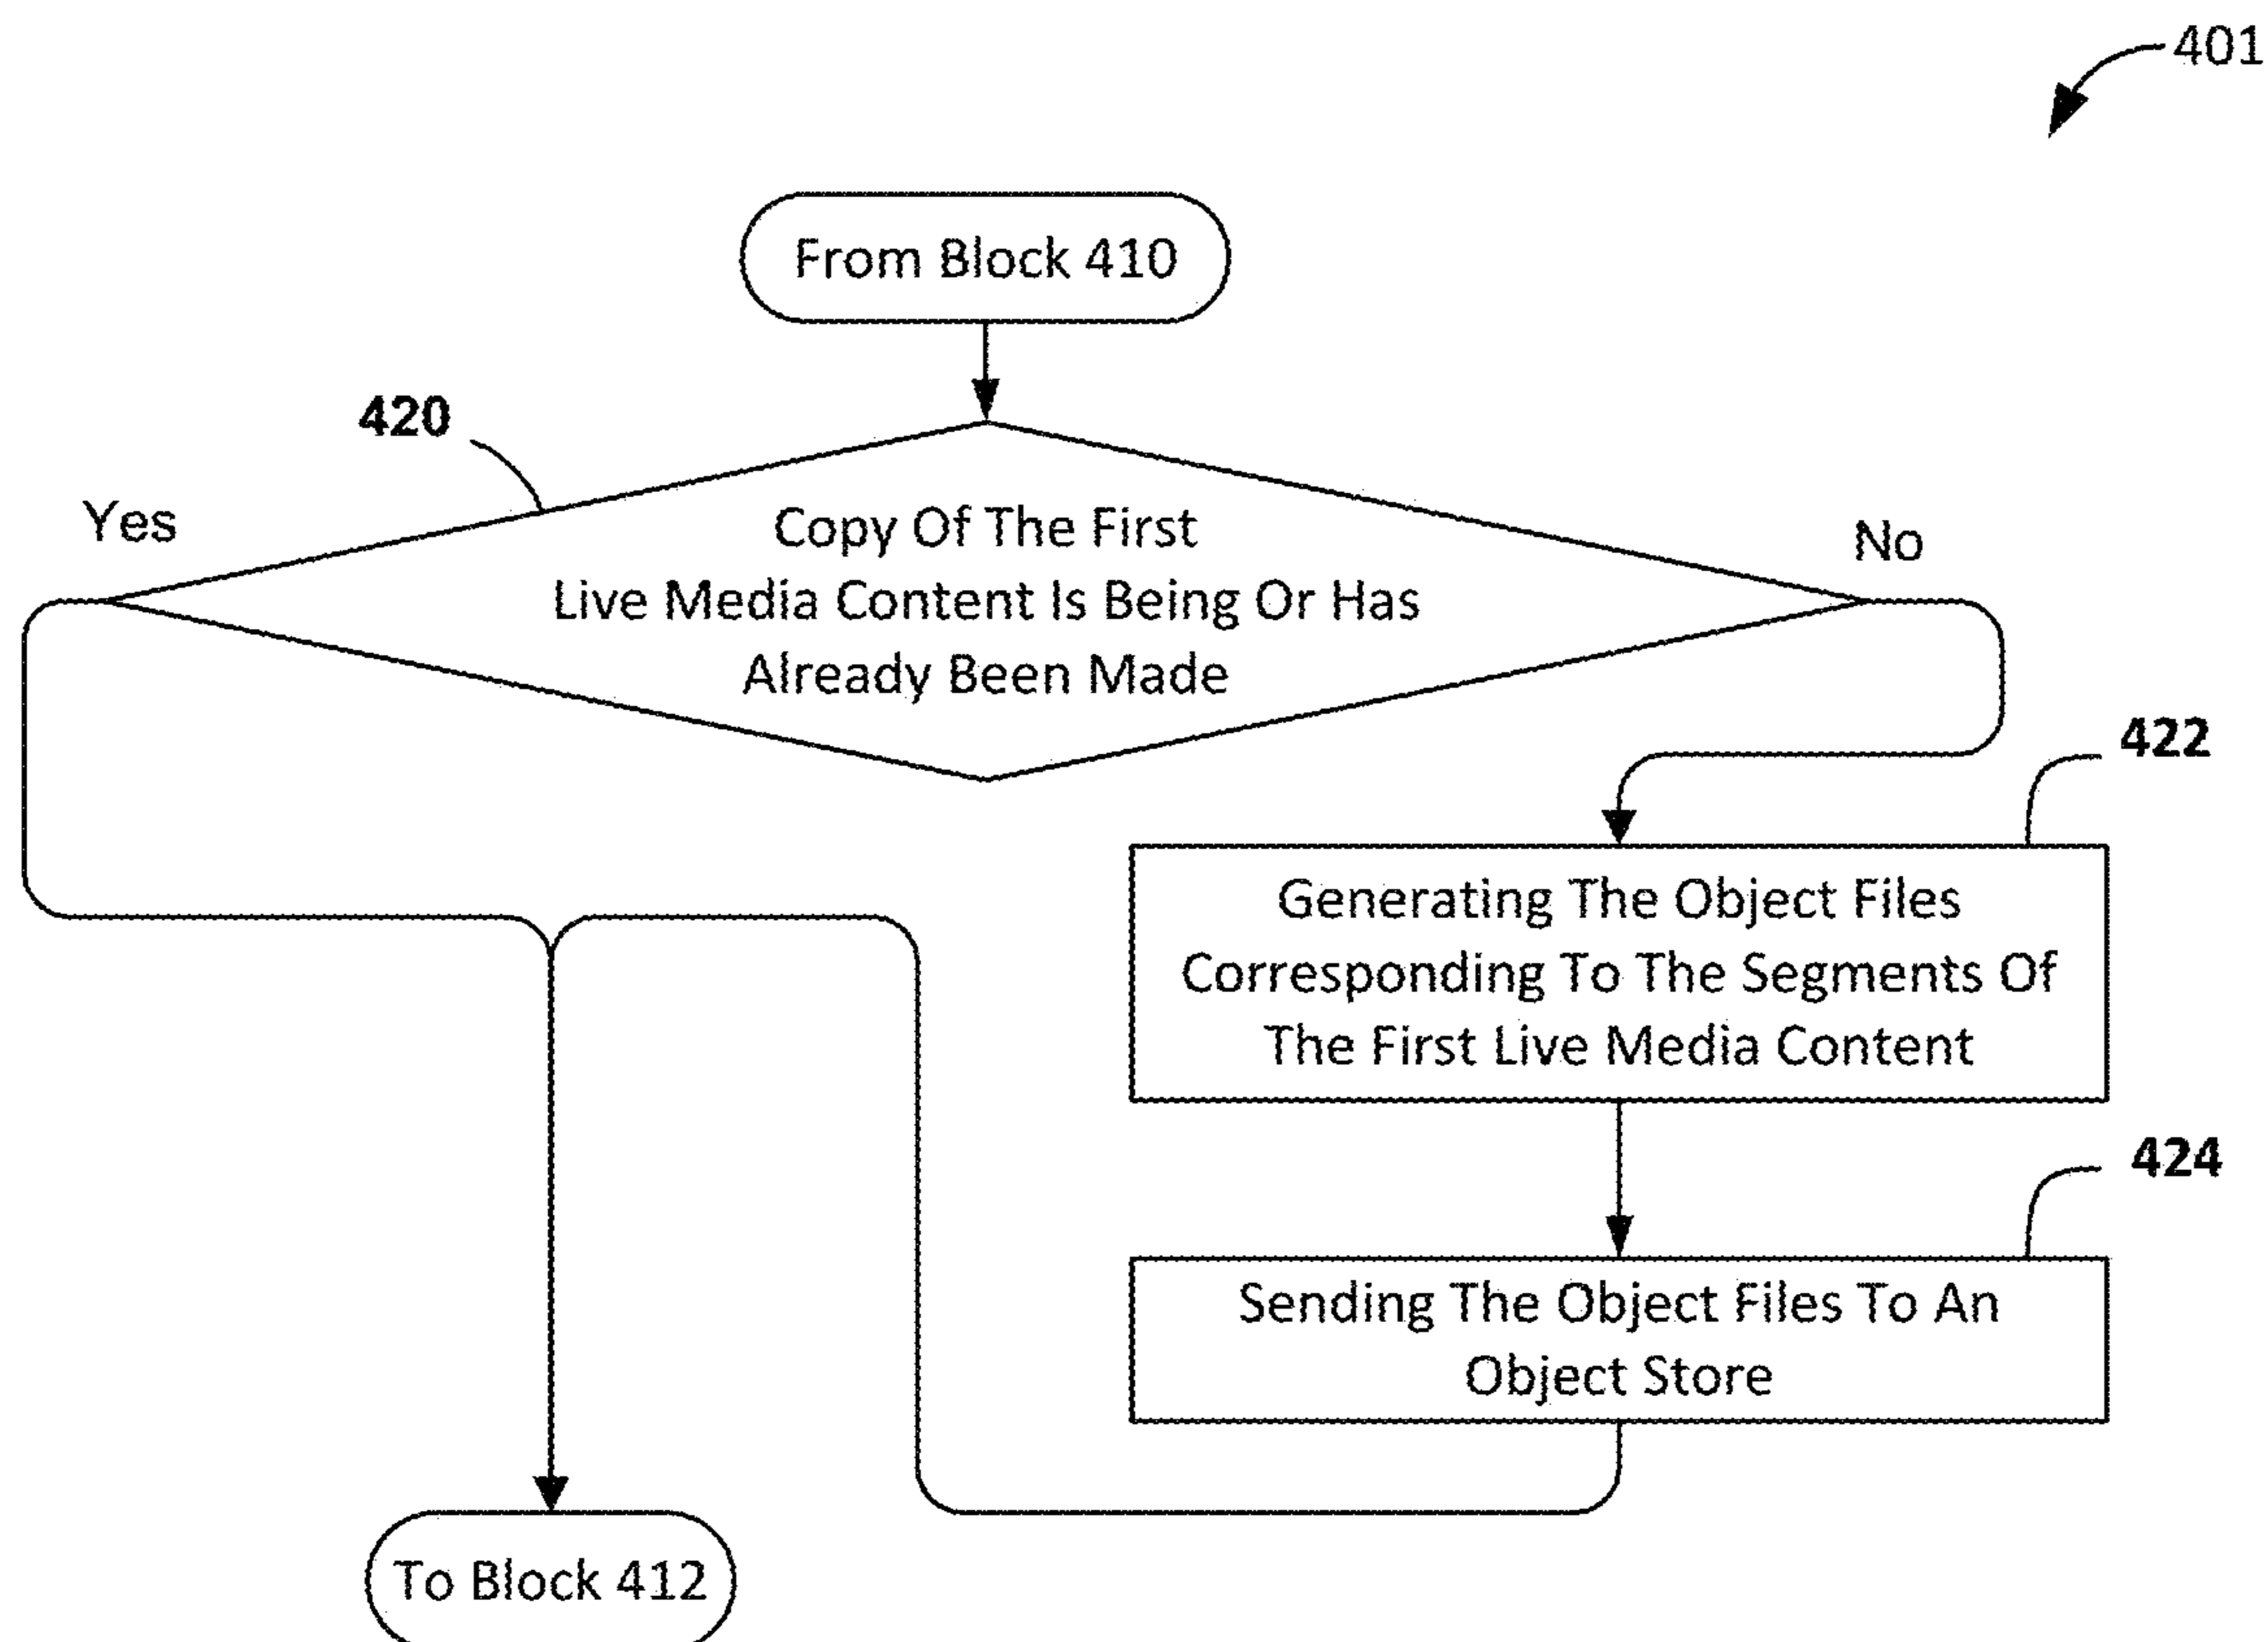 401
From Block 410
420
Yes
No
Copy Of The First
Live Media Content Is Being Or Has
Already Been Made
422
Generating The Object Files
Corresponding To The Segments Of
The First Live Media Content
424
Sending The Object Files To An
Object Store
To Block 412